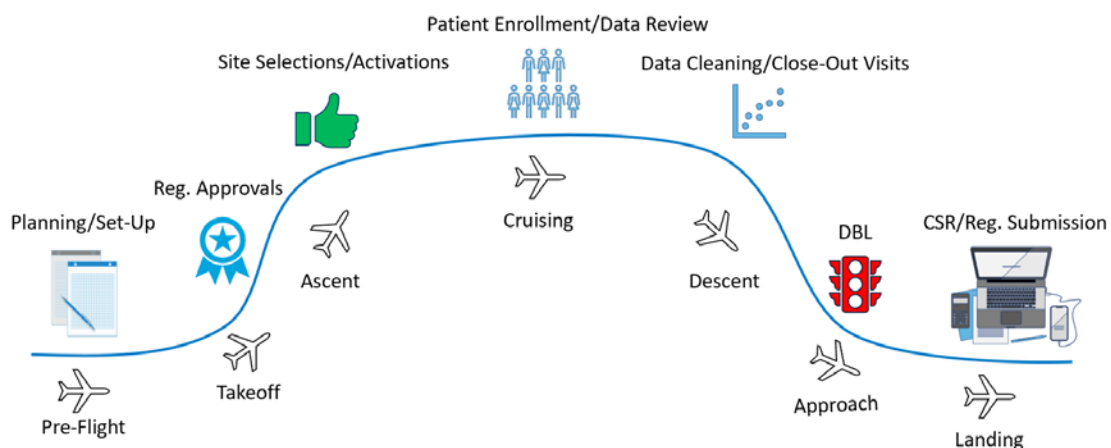 Patient Enrollment/Data Review
Site Selections/Activations
Data Cleaning/Close-Out Visits
Reg. Approvals
Planning/Set-Up
Cruising
DBL
CSR/Reg. Submission
Ascent
Descent
Takeoff
Approach
Pre-Flight
Landing